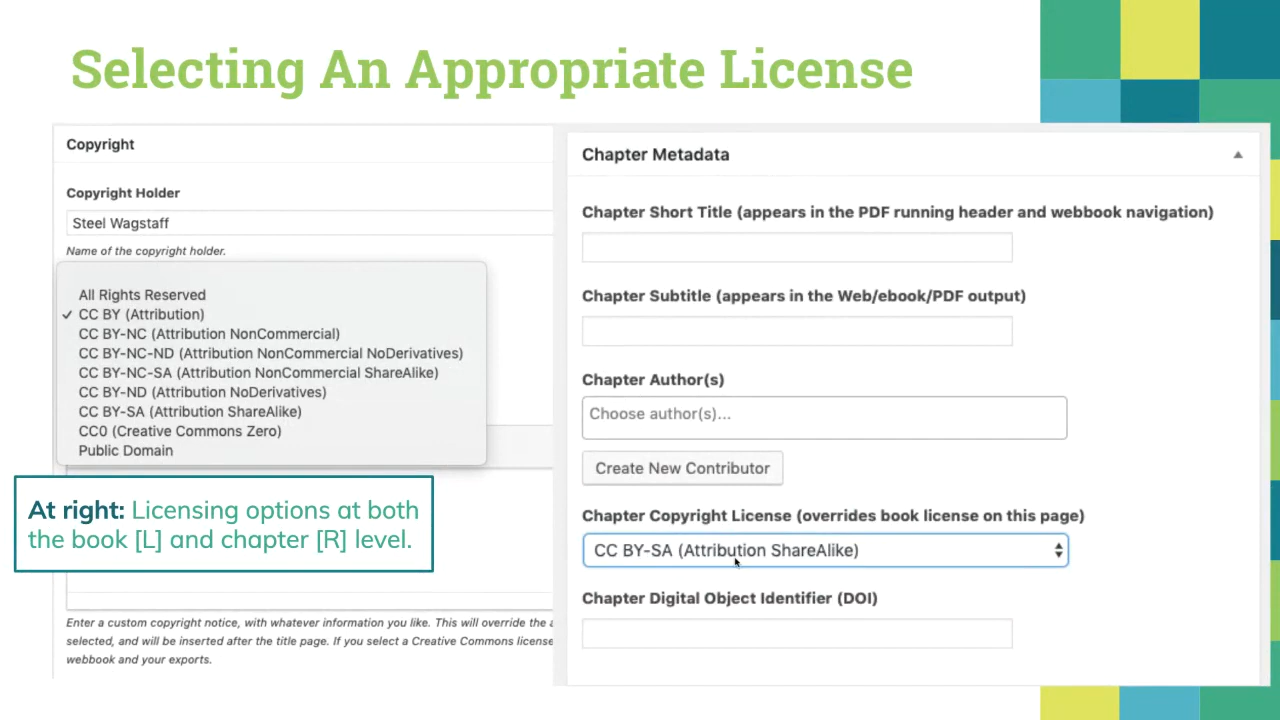 Selecting An Appropriate License
Copyright
Copyright Holder
Steel Wagstaff
Name of the copyright holder.
All Rights Reserved
✓ CC BY (Attribution)
CC BY-NC (Attribution NonCommercial)
CC BY-NC-ND (Attribution NonCommercial NoDerivatives)
CC BY-NC-SA (Attribution NonCommercial ShareAlike)
CC BY-ND (Attribution NoDerivatives)
CC BY-SA (Attribution ShareAlike)
CC0 (Creative Commons Zero)
Public Domain
At right: Licensing options at both
the book [L] and chapter [R] level.
Enter a custom copyright notice, with whatever information you like. This will override the a
selected, and will be inserted after the title page. If you select a Creative Commons license
webbook and your exports.
Chapter Metadata
Chapter Short Title (appears in the PDF running header and webbook navigation)
Chapter Subtitle (appears in the Web/ebook/PDF output)
Chapter Author(s)
Choose author(s)...
Create New Contributor
Chapter Copyright License (overrides book license on this page)
CC BY-SA (Attribution ShareAlike)
Chapter Digital Object Identifier (DOI)